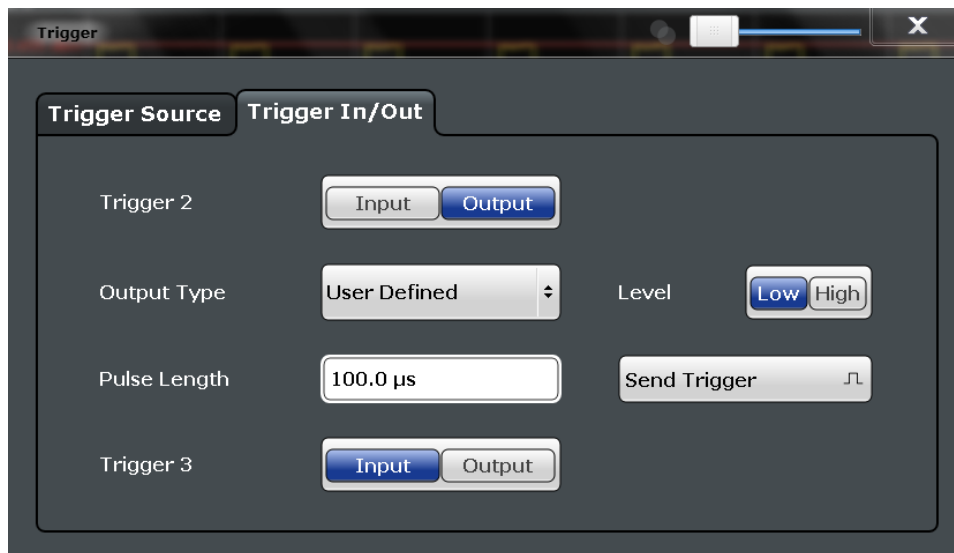 Trigger
X
Trigger Source
Trigger In/Out
Trigger 2
Input
Output
Output Type
User Defined
Level
Low
High
Pulse Length
100.0 µs
Send Trigger
Trigger 3
Input
Output